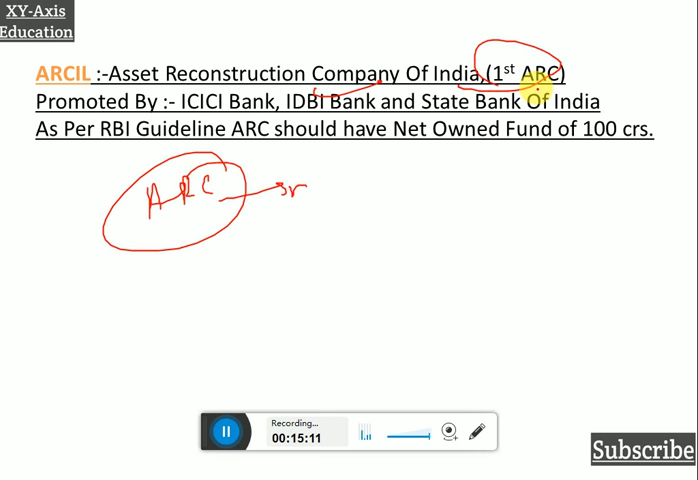 XY-Axis
Education
ARCIL :-Asset Reconstruction Company Of India,(1st ARC)
Promoted By :- ICICI Bank, IDBI Bank and State Bank Of India
As Per RBI Guideline ARC should have Net Owned Fund of 100 crs.
ARC
Recording...
00:15:11
Subscribe